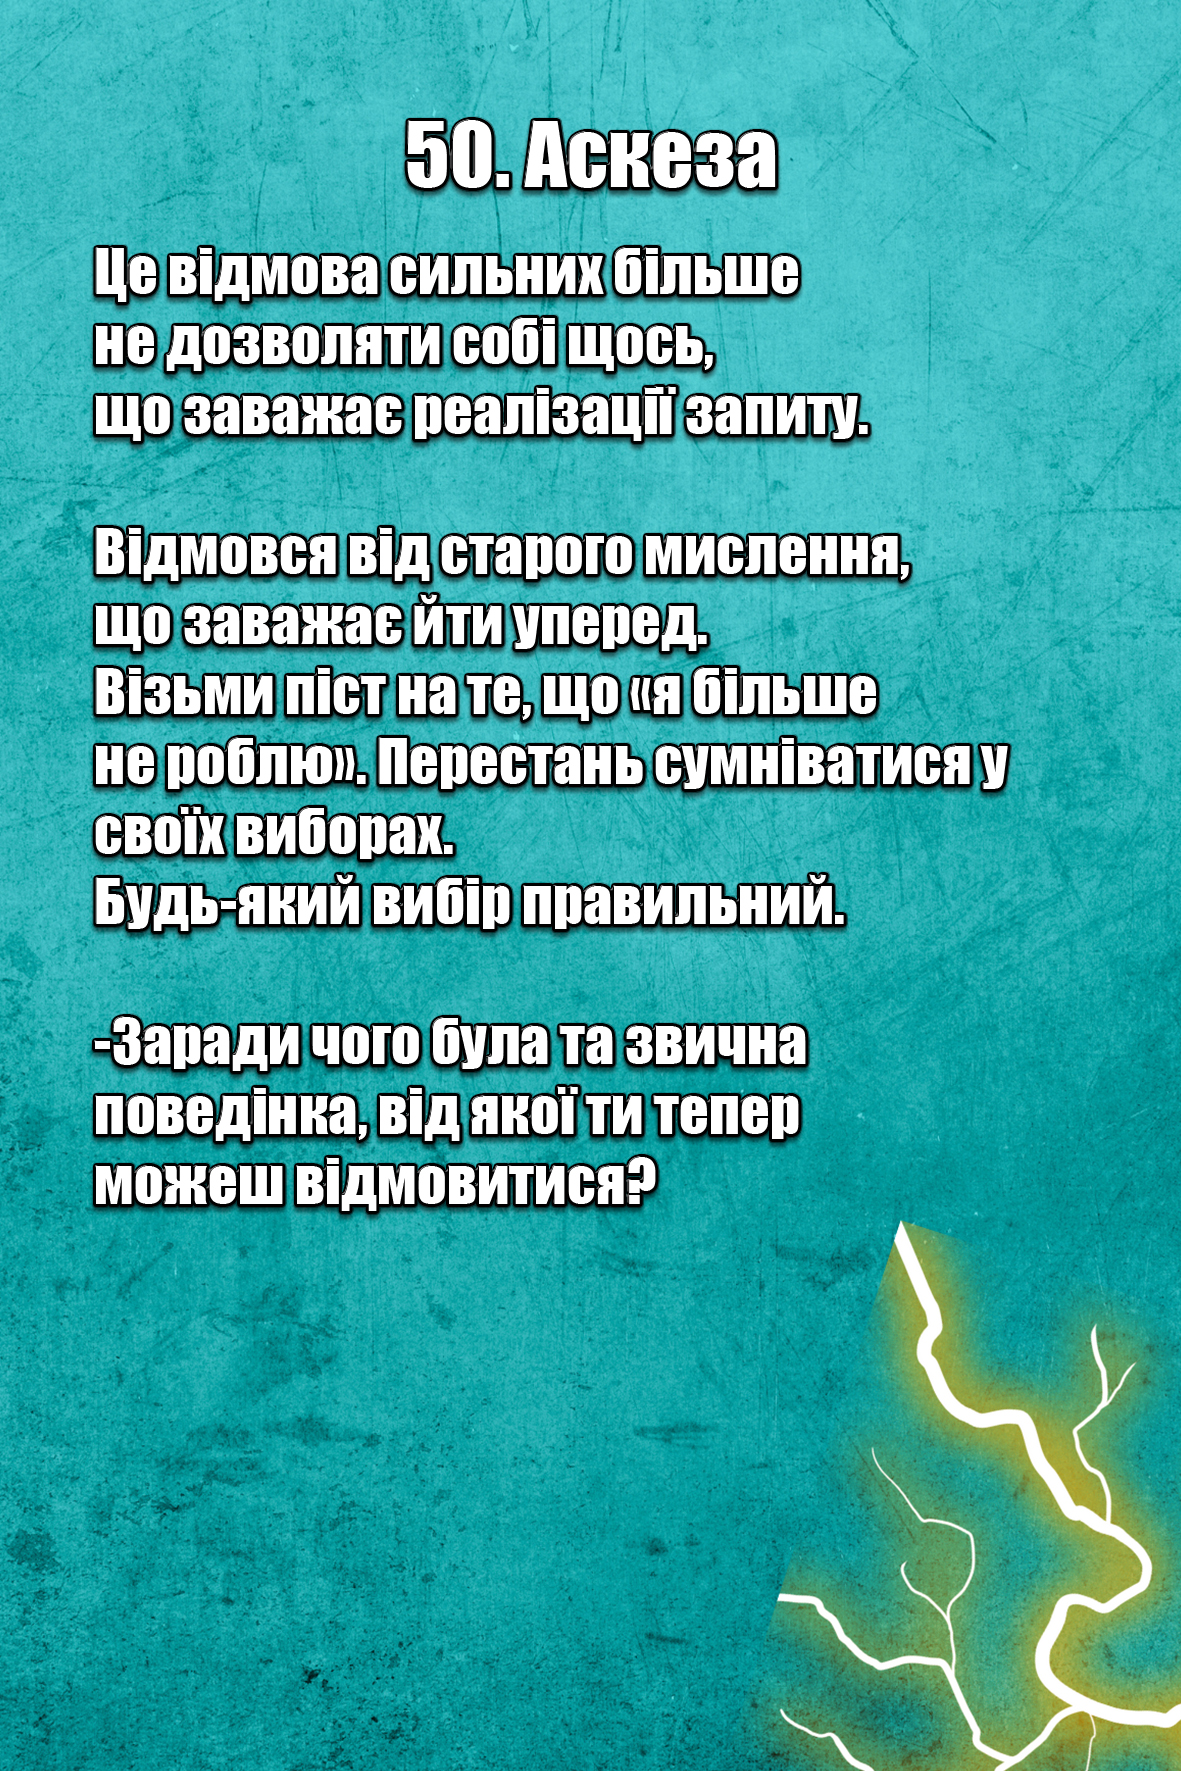 50. Аскеза
Це відмова сильних більше
не дозволяти собі щось,
що заважає реалізації запиту.
Відмовся від старого мислення,
що заважає йти уперед.
Візьми піст на те, що «я більше
не роблю». Перестань сумніватися у
своїх виборах.
Будь-який вибір правильний.
-Заради чого була та звична
поведінка, від якої ти тепер
можеш відмовитися?